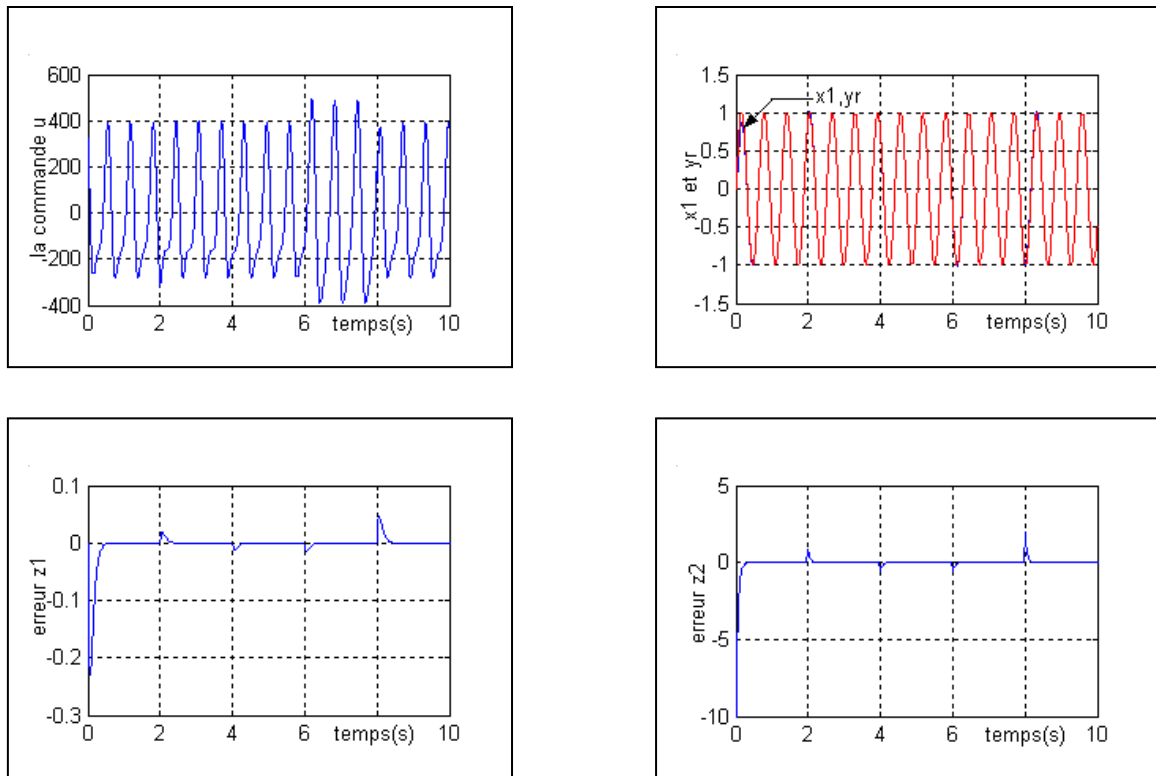 600
400
200
0
-200
-400
la commande u
0 2 4 6 temps(s) 10
1.5
1
0.5
0
-0.5
-1
-1.5
x1 et yr
x1,yr
0 2 4 6 temps(s) 10
0.1
0
-0.1
-0.2
-0.3
erreur z1
0 2 4 6 temps(s) 10
5
0
-5
-10
erreur z2
0 2 4 6 temps(s) 10